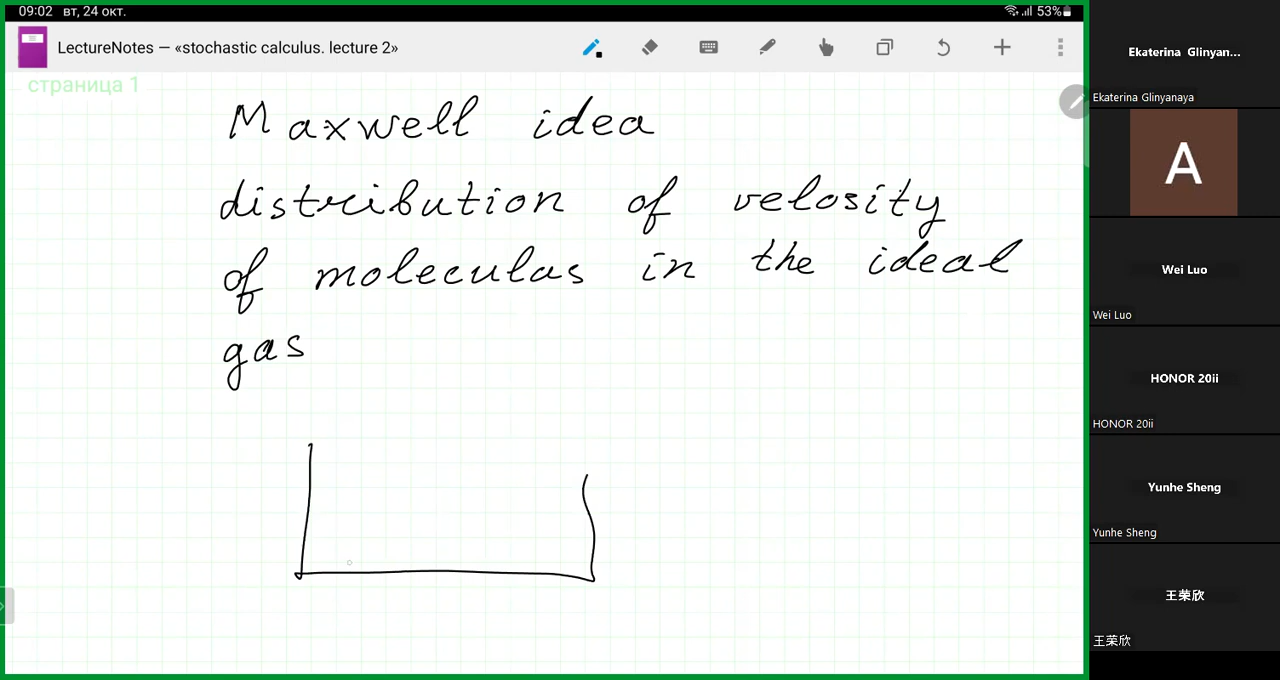 09:02 вт, 24 окт.
53%
LectureNotes — «stochastic calculus. lecture 2»
страница 1
Maxwell idea
distribution of velosity
of moleculas in the ideal
gas
Ekaterina Glinyan...
Ekaterina Glinyanaya
A
Wei Luo
Wei Luo
HONOR 20ii
HONOR 20ii
Yunhe Sheng
Yunhe Sheng
王荣欣
王荣欣